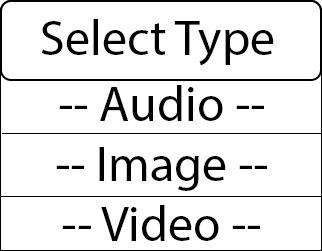 Select Type
-- Audio --
-- Image --
-- Video --